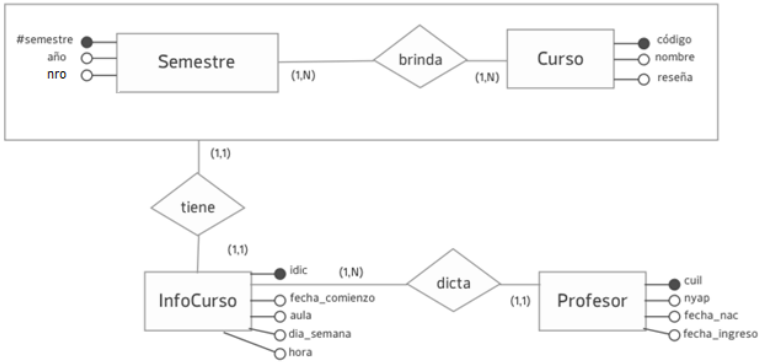 #semestre
año
nro
Semestre
(1,N)
brinda
(1,N)
Curso
código
nombre
reseña
(1,1)
tiene
(1,1)
InfoCurso
idic
fecha_comienzo
aula
dia_semana
hora
(1,N)
dicta
(1,1)
Profesor
cuil
nyap
fecha_nac
fecha_ingreso